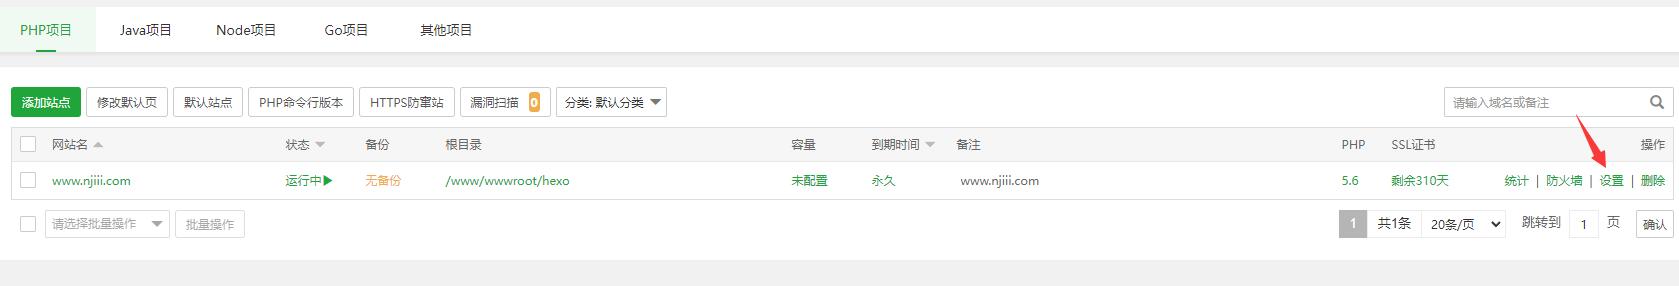 PHP项目 Java项目 Node项目 Go项目 其他项目
添加站点 修改默认页 默认站点 PHP命令行版本 HTTPS防窜站 漏洞扫描 0 分类: 默认分类 请输入域名或备注
网站名 状态 备份 根目录 容量 到期时间 备注 PHP SSL证书 操作
www.njiii.com 运行中 无备份 /www/wwwroot/hexo 未配置 永久 www.njiii.com 5.6 剩余310天 统计 | 防火墙 | 设置 | 删除
请选择批量操作 批量操作 1 共1条 20条/页 跳转到 1 页 确认